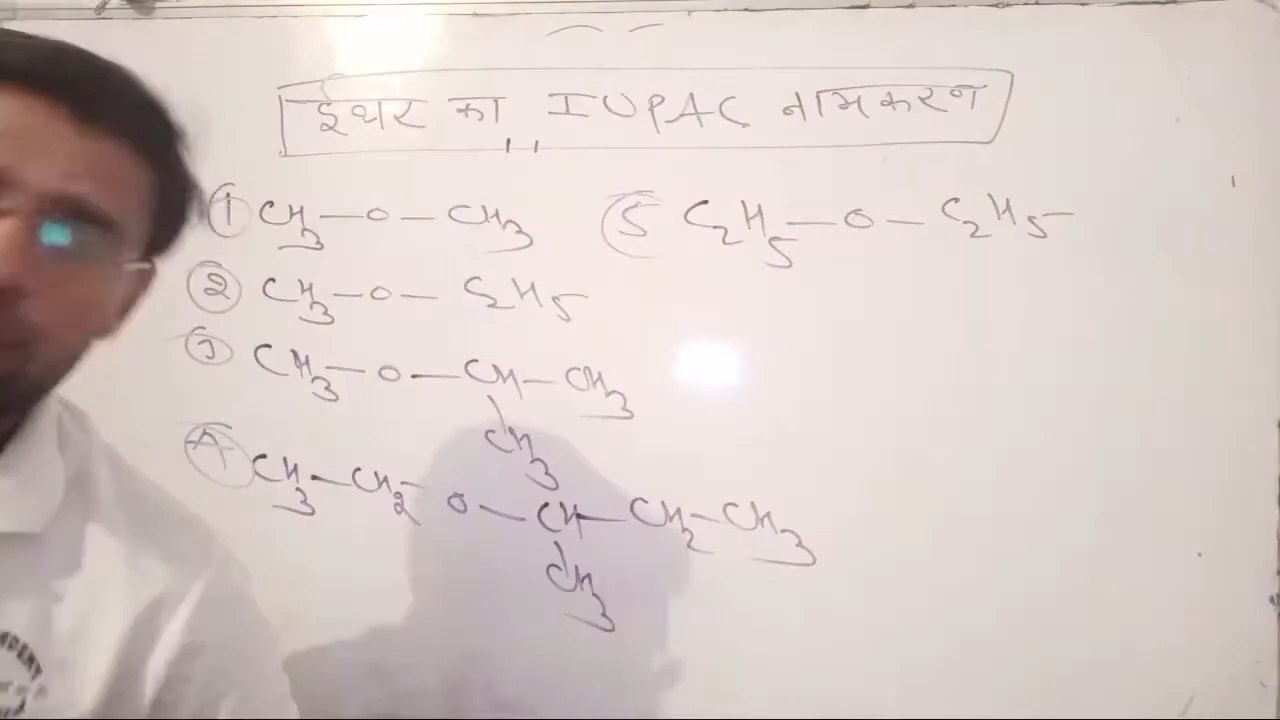 ईथर का IUPAC नामकरण
① CH3—O—CH3
② CH3—O—C2H5
③ CH3—O—CH—CH3
CH3
④ CH3—CH2—O—CH—CH2—CH3
CH3
⑤ C2H5—O—C2H5
DENT